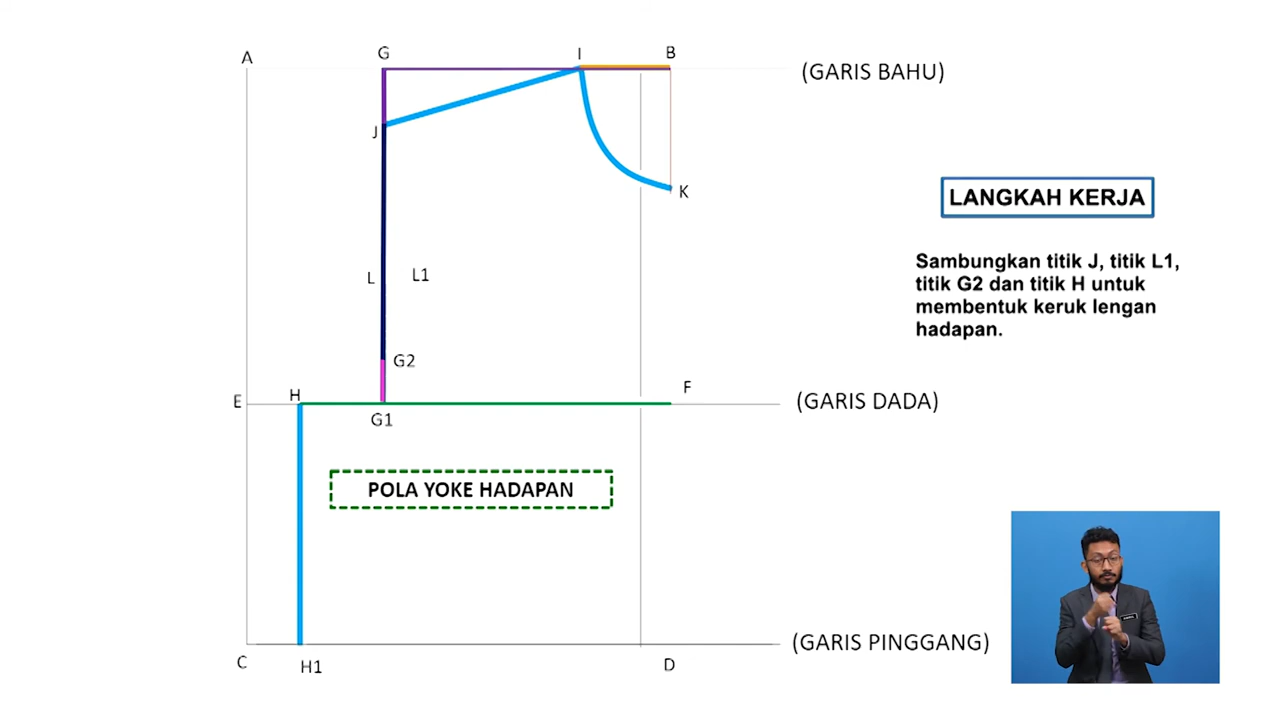 A
G
I
B
(GARIS BAHU)
J
K
LANGKAH KERJA
Sambungkan titik J, titik L1,
titik G2 dan titik H untuk
membentuk keruk lengan
hadapan.
L
L1
G2
E
H
F
(GARIS DADA)
G1
POLA YOKE HADAPAN
C
H1
D
(GARIS PINGGANG)